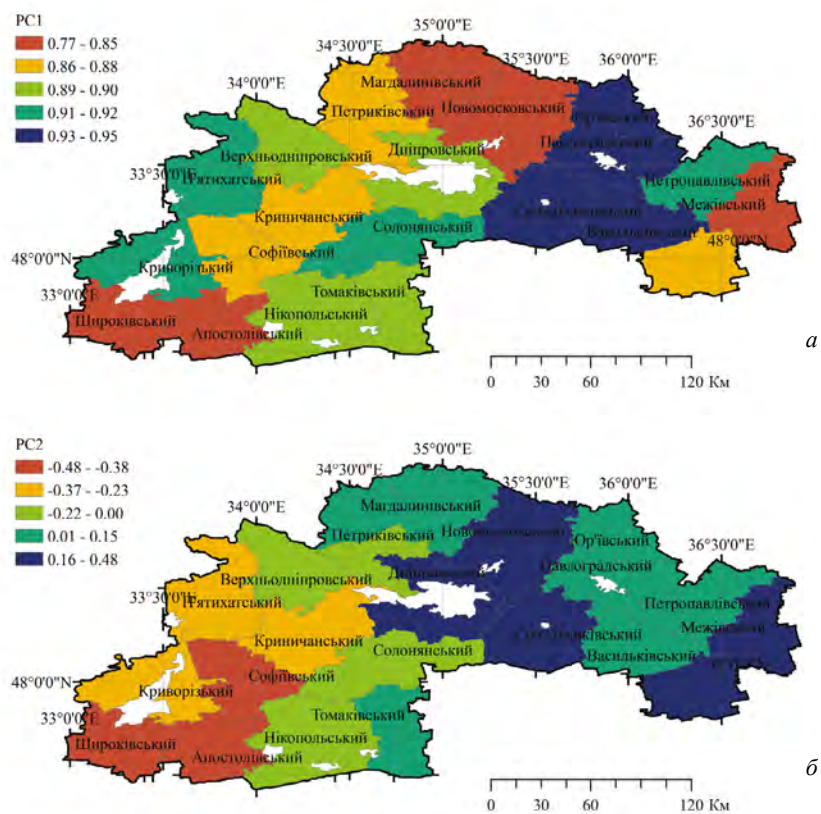 PC1
0.77 - 0.85
0.86 - 0.88
0.89 - 0.90
0.91 - 0.92
0.93 - 0.95
35°0'0"E
34°30'0"E
35°30'0"E
36°0'0"E
34°0'0"E
36°30'0"E
33°30'0"E
48°0'0"N
48°0'0"N
33°0'0"E
Магдалинівський
Новомосковський
Петриківський
Дніпровський
Верхньодніпровський
П'ятихатський
Петропавлівський
Межівський
Криничанський
Солонянський
Софіївський
Криворізький
Томаківський
Нікопольський
Широківський
Апостолівський
0 30 60 120 Км
а
PC2
-0.48 - -0.38
-0.37 - -0.23
-0.22 - 0.00
0.01 - 0.15
0.16 - 0.48
35°0'0"E
34°30'0"E
35°30'0"E
36°0'0"E
34°0'0"E
36°30'0"E
33°30'0"E
48°0'0"N
33°0'0"E
Магдалинівський
Петриківський
Юр'ївський
Верхньодніпровський
Павлоградський
П'ятихатський
Петропавлівський
Межівський
Криничанський
Солонянський
Васильківський
Софіївський
Криворізький
Томаківський
Нікопольський
Широківський
Апостолівський
0 30 60 120 Км
б